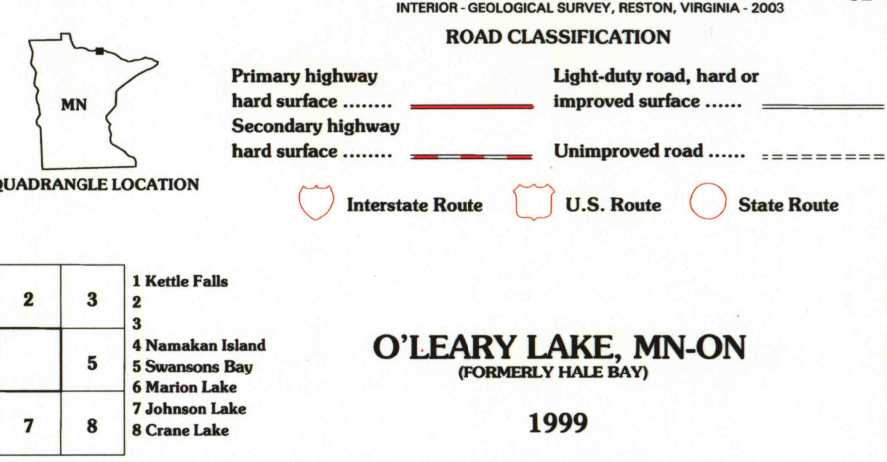 INTERIOR - GEOLOGICAL SURVEY, RESTON, VIRGINIA - 2003
ROAD CLASSIFICATION
Primary highway
hard surface ........
Light-duty road, hard or
improved surface ......
Secondary highway
hard surface ........
Unimproved road ......
Interstate Route
U.S. Route
State Route
MN
QUADRANGLE LOCATION
2
3
5
7
8
1 Kettle Falls
2
3
4 Namakan Island
5 Swansons Bay
6 Marion Lake
7 Johnson Lake
8 Crane Lake
O'LEARY LAKE, MN-ON
(FORMERLY HALE BAY)
1999